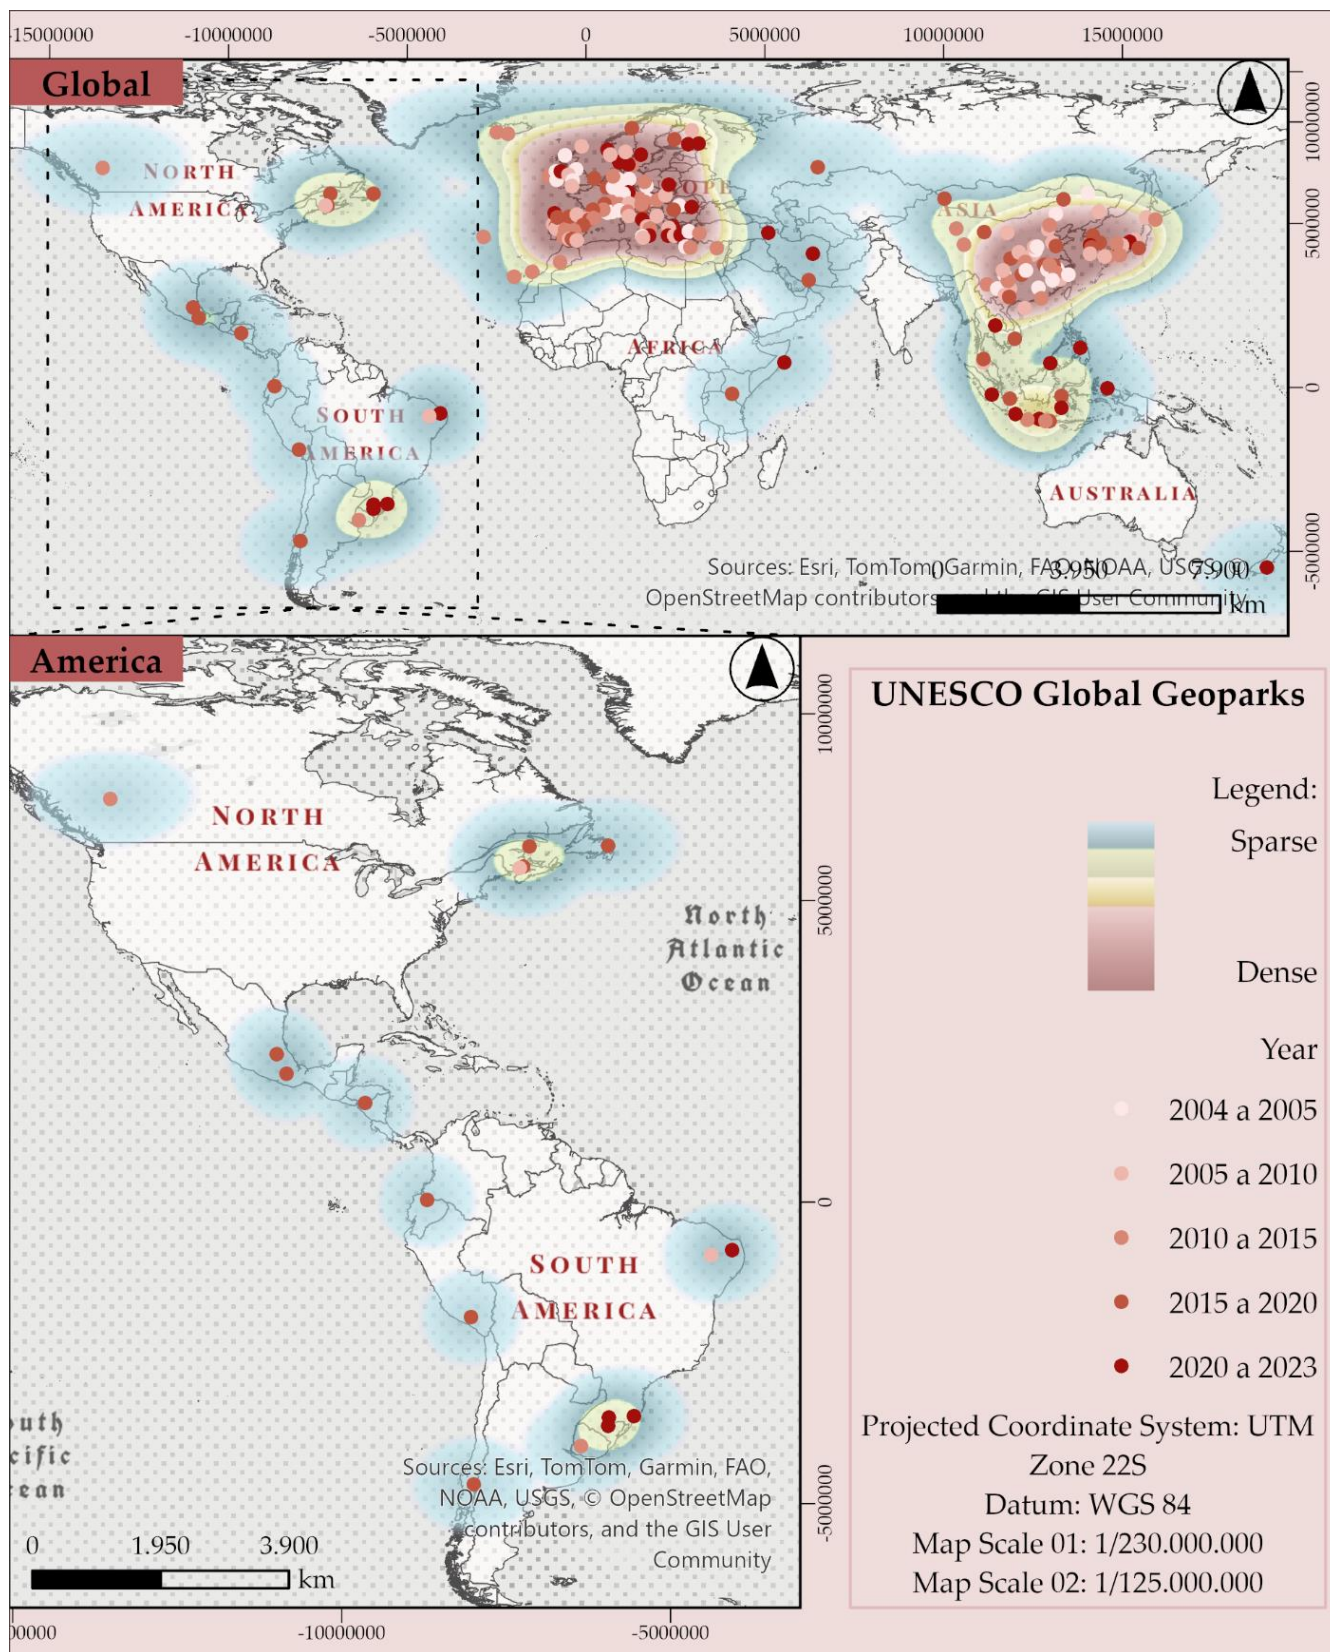 -15000000 -10000000 -5000000 0 5000000 10000000 15000000
Global
NORTH
AMERICA
ASIA
AFRICA
SOUTH
AMERICA
AUSTRALIA
10000000
5000000
0
-5000000
Sources: Esri, TomTom, Garmin, FAO, NOAA, USGS, ©
OpenStreetMap contributors, and the GIS User Community
0 3.950 7.900
km
America
NORTH
AMERICA
North
Atlantic
Ocean
SOUTH
AMERICA
outh
cific
ean
Sources: Esri, TomTom, Garmin, FAO,
NOAA, USGS, © OpenStreetMap
contributors, and the GIS User
Community
0 1.950 3.900
km
10000000
5000000
0
-5000000
00000 -10000000 -5000000
UNESCO Global Geoparks
Legend:
Sparse
Dense
Year
2004 a 2005
2005 a 2010
2010 a 2015
2015 a 2020
2020 a 2023
Projected Coordinate System: UTM
Zone 22S
Datum: WGS 84
Map Scale 01: 1/230.000.000
Map Scale 02: 1/125.000.000